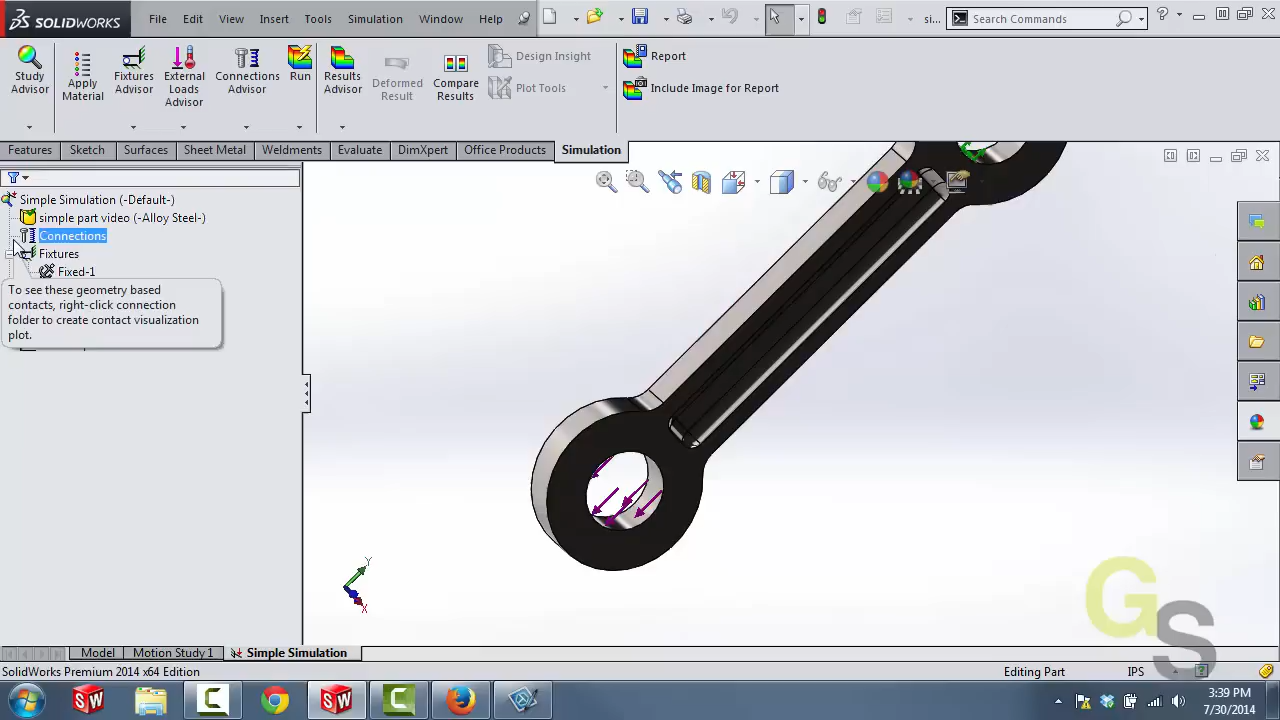 SOLIDWORKS File Edit View Insert Tools Simulation Window Help si... Search Commands
Study Advisor
Apply Material
Fixtures Advisor
External Loads Advisor
Connections Advisor
Run
Results Advisor
Deformed Result
Compare Results
Design Insight
Plot Tools
Report
Include Image for Report
Features Sketch Surfaces Sheet Metal Weldments Evaluate DimXpert Office Products Simulation
Simple Simulation (-Default-)
simple part video (-Alloy Steel-)
Connections
Fixtures
Fixed-1
To see these geometry based
contacts, right-click connection
folder to create contact visualization
plot.
Y
X
GS
Model Motion Study 1 Simple Simulation
SolidWorks Premium 2014 x64 Edition Editing Part IPS
3:39 PM
7/30/2014